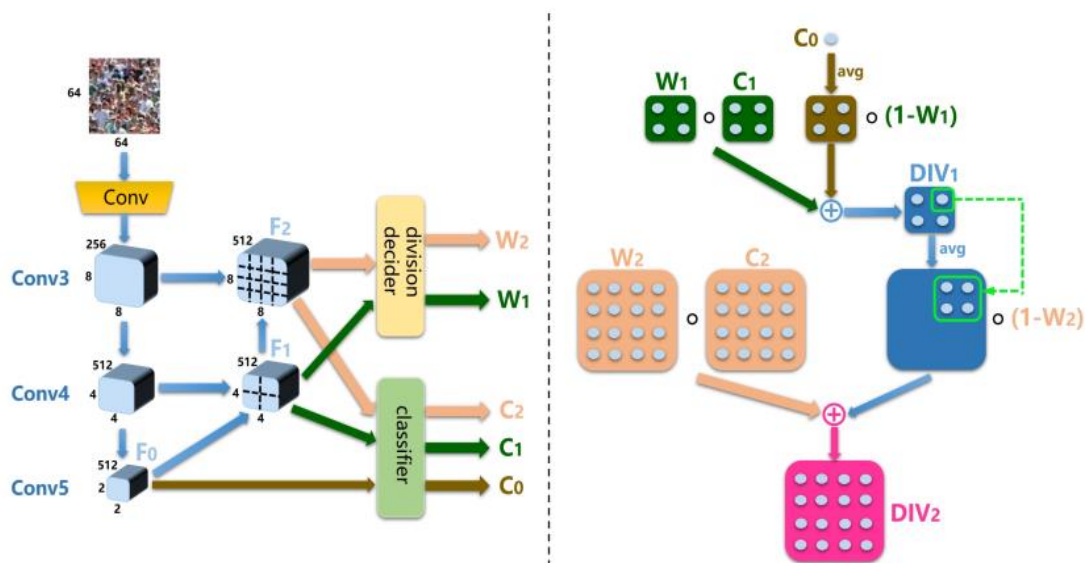 64
64
Conv
Conv3
256
8
8
F2
512
8
8
division
decider
W2
W1
Conv4
512
4
4
F1
512
4
4
classifier
C2
C1
C0
Conv5
F0
512
2
2
C0
avg
W1
C1
o
o (1-W1)
+
DIV1
avg
W2
C2
o
o (1-W2)
+
DIV2